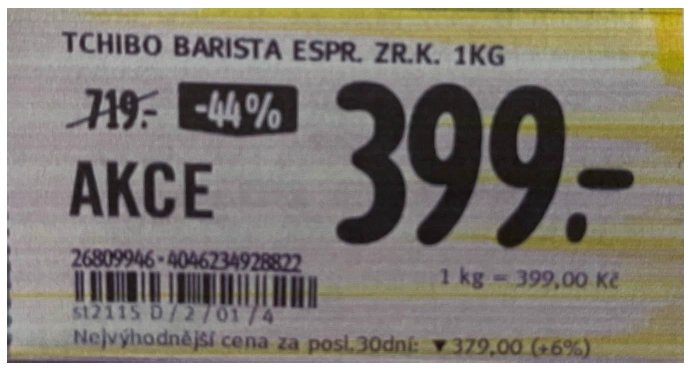 TCHIBO BARISTA ESPR. ZR.K. 1KG
719.- -44%
399.-
AKCE
26809946·4046234928822
1 kg = 399,00 Kč
st2115 D/2/01/4
Nejvýhodnější cena za posl.30dní: ▼379,00 (+6%)